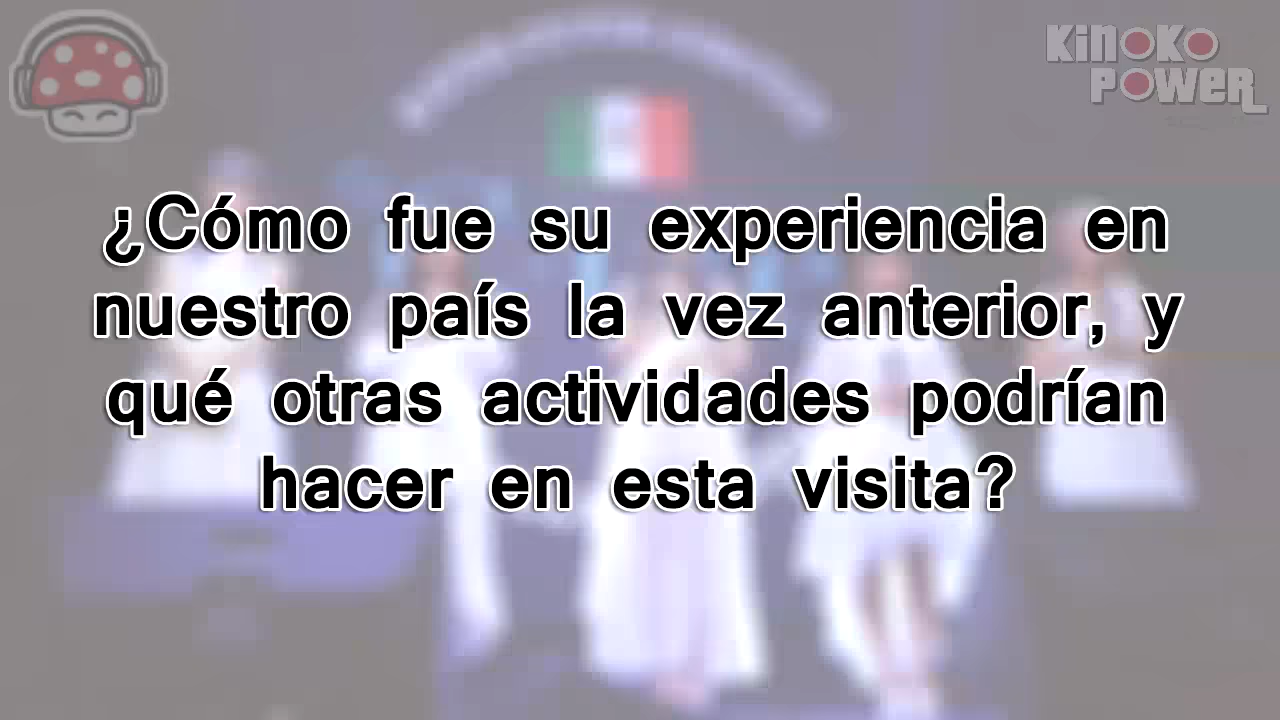 KINOKO
POWER
¿Cómo fue su experiencia en
nuestro país la vez anterior, y
qué otras actividades podrían
hacer en esta visita?